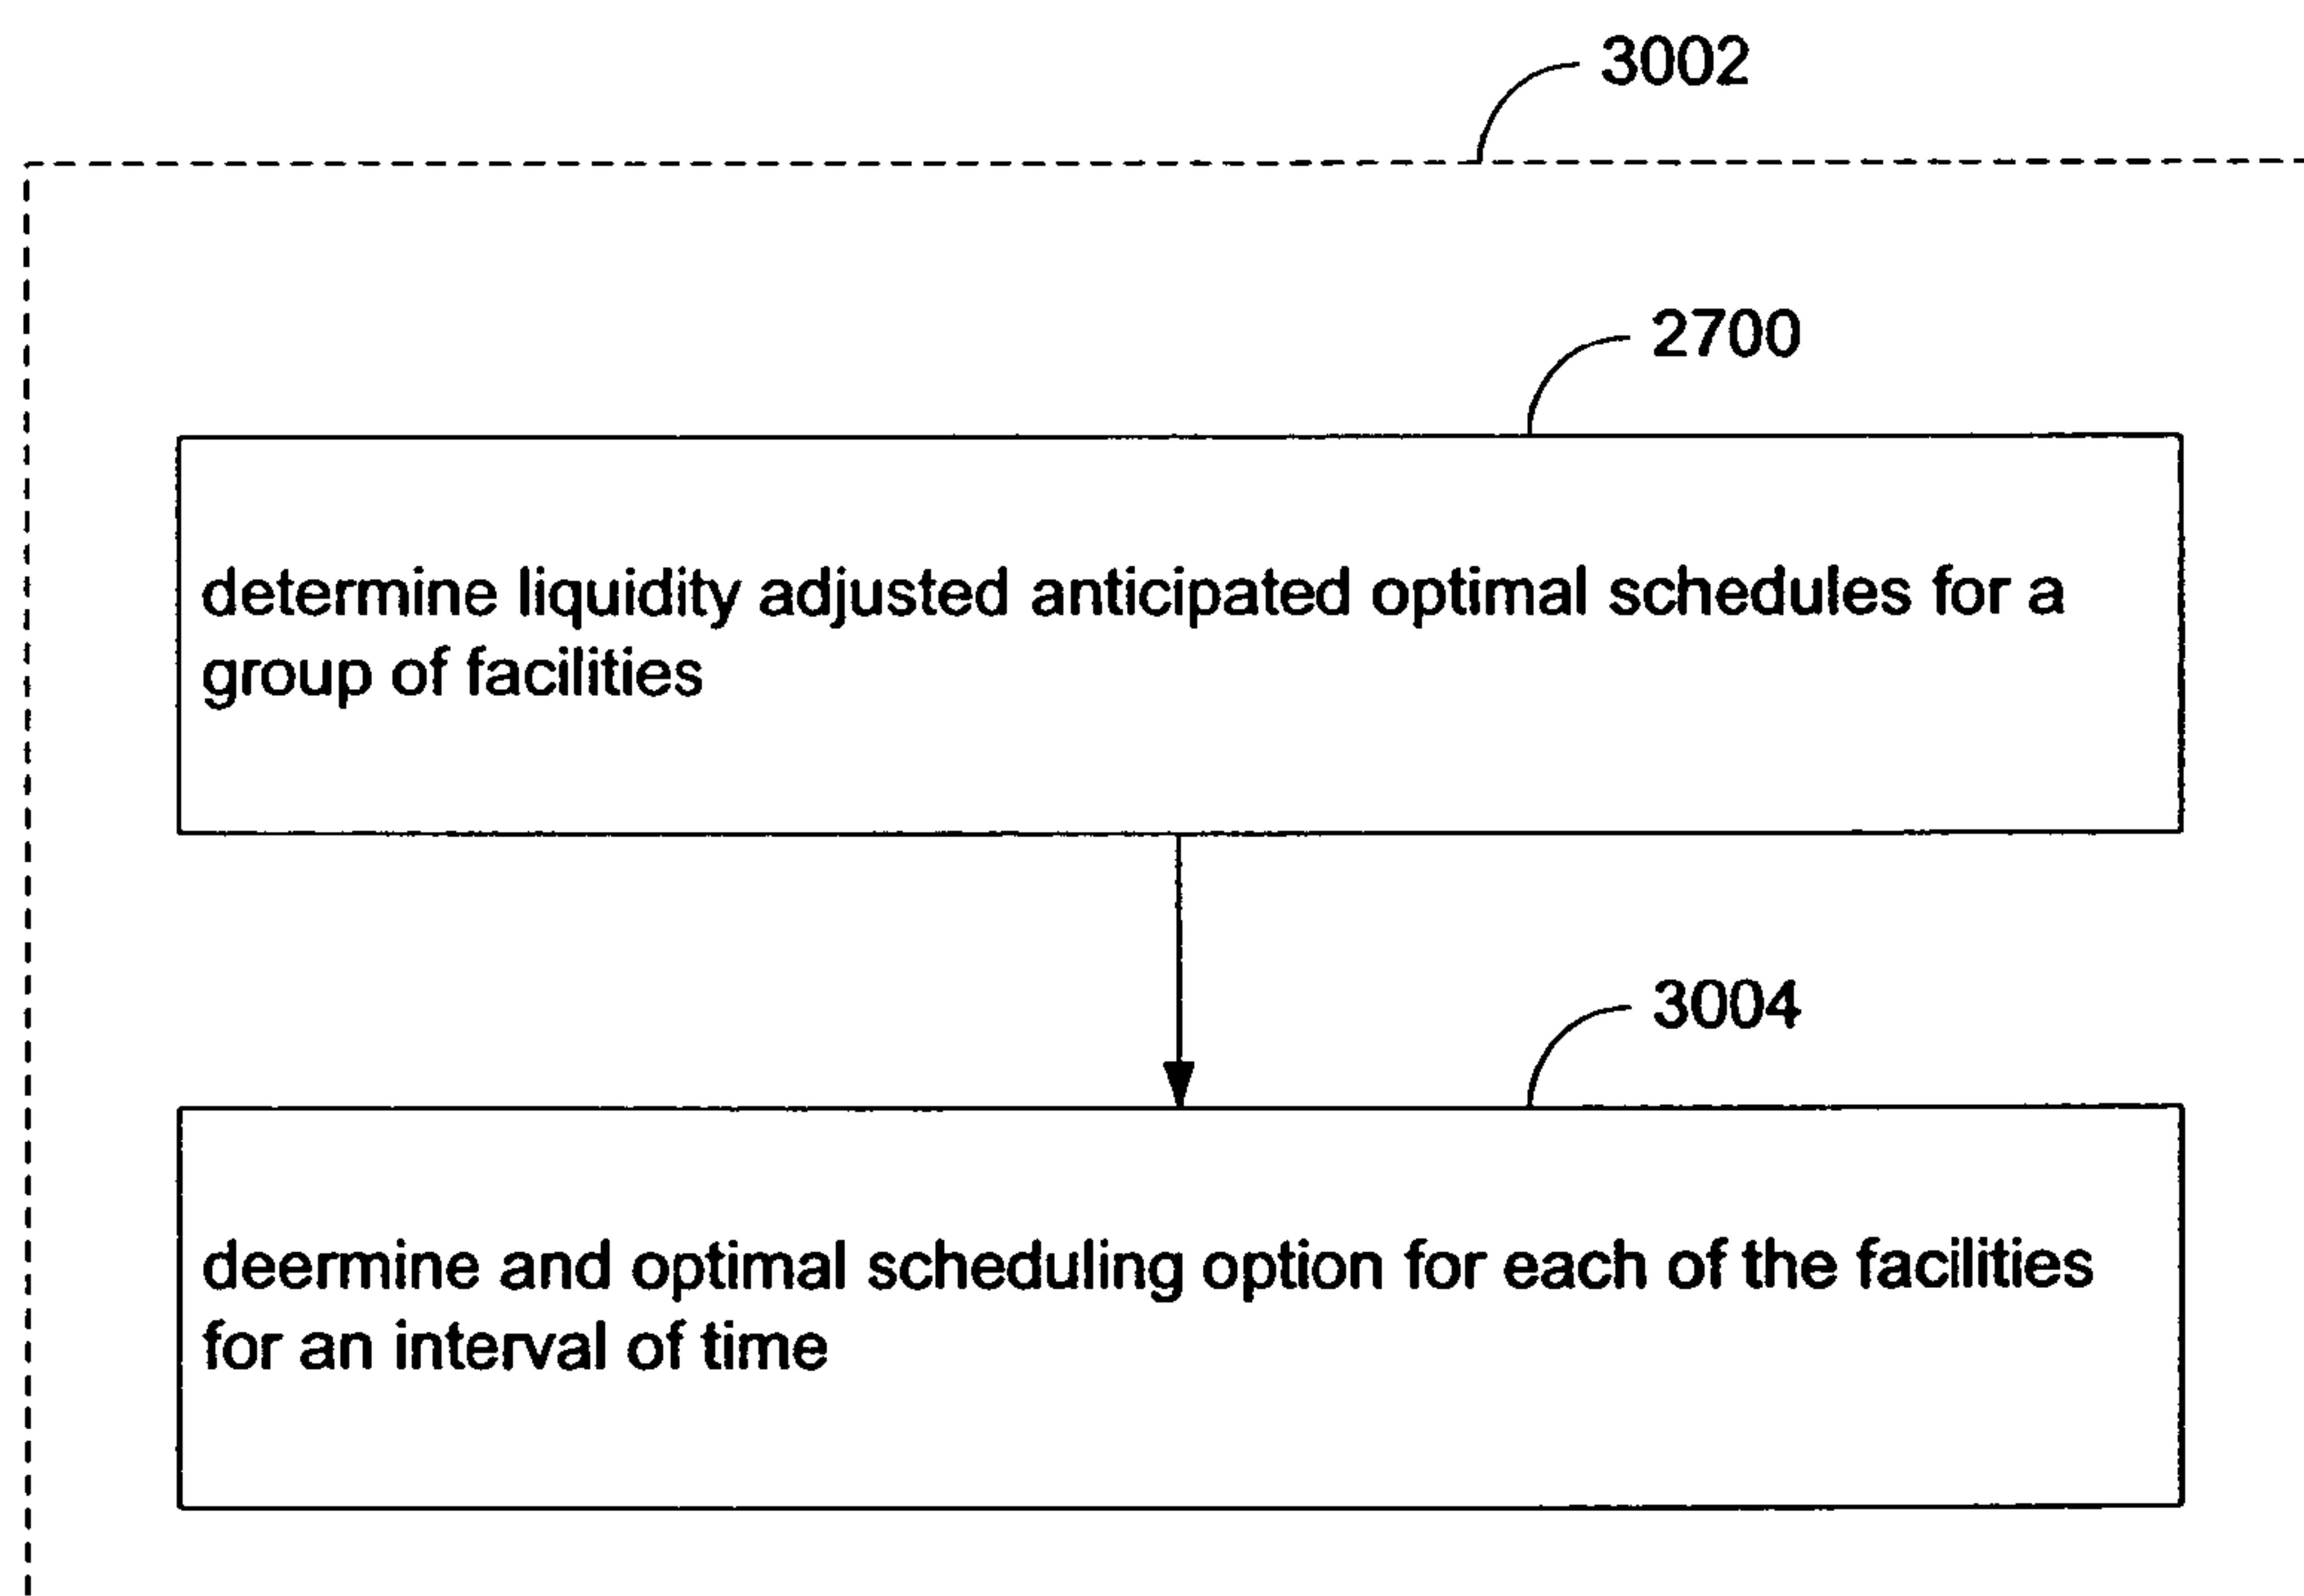 3002
2700
determine liquidity adjusted anticipated optimal schedules for a
group of facilities
3004
deermine and optimal scheduling option for each of the facilities
for an interval of time